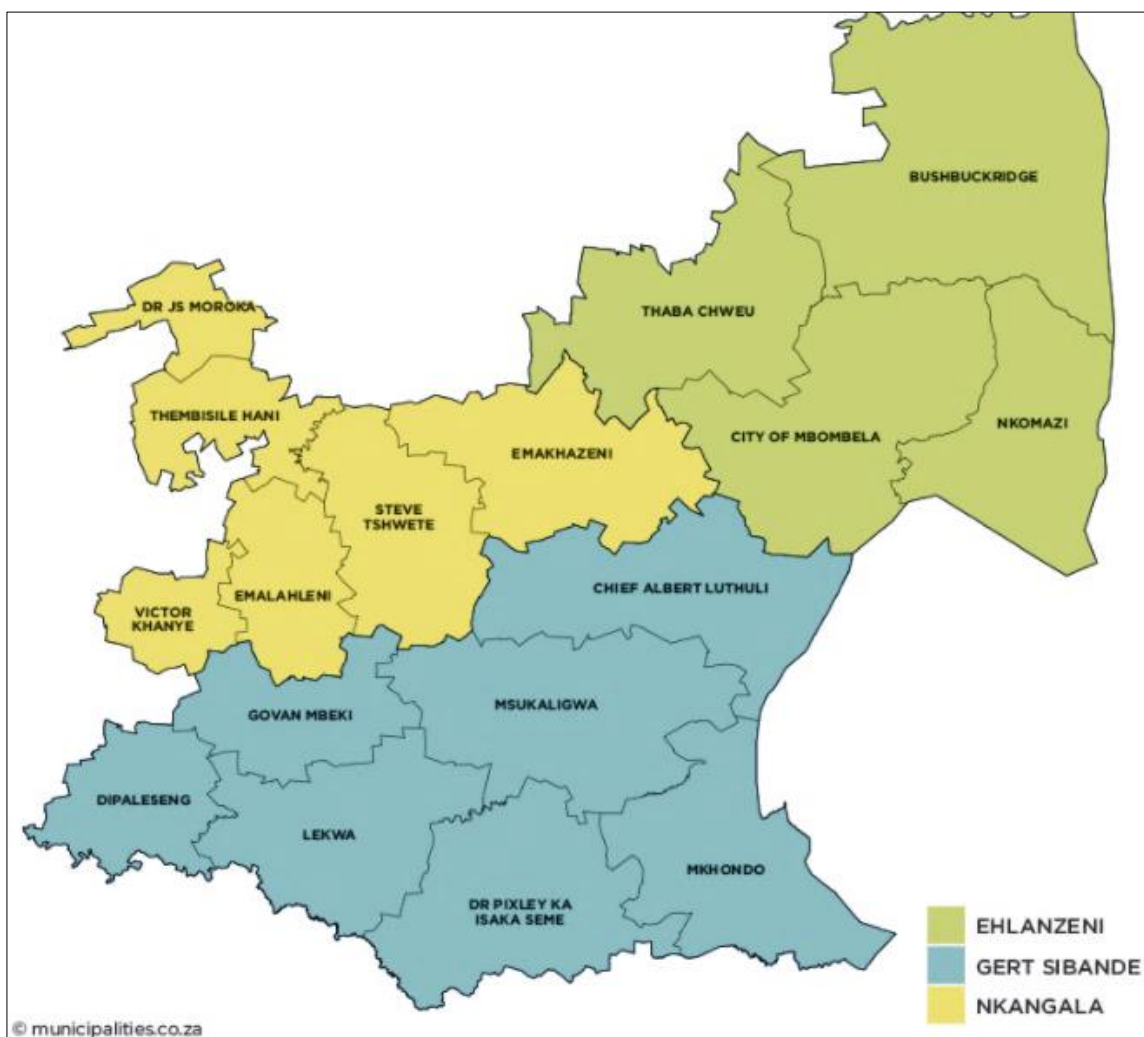 BUSHBUCKRIDGE
DR JS MOROKA
THABA CHWEU
THEMBISILE HANI
NKOMAZI
CITY OF MBOMBELA
EMAKHAZENI
STEVE
TSHWETE
CHIEF ALBERT LUTHULI
EMALAHLENI
VICTOR
KHANYE
MSUKALIGWA
GOVAN MBEKI
DIPALESENG
LEKWA
MKHONDO
DR PIXLEY KA
ISAKA SEME
EHLANZENI
GERT SIBANDE
NKANGALA
© municipalities.co.za